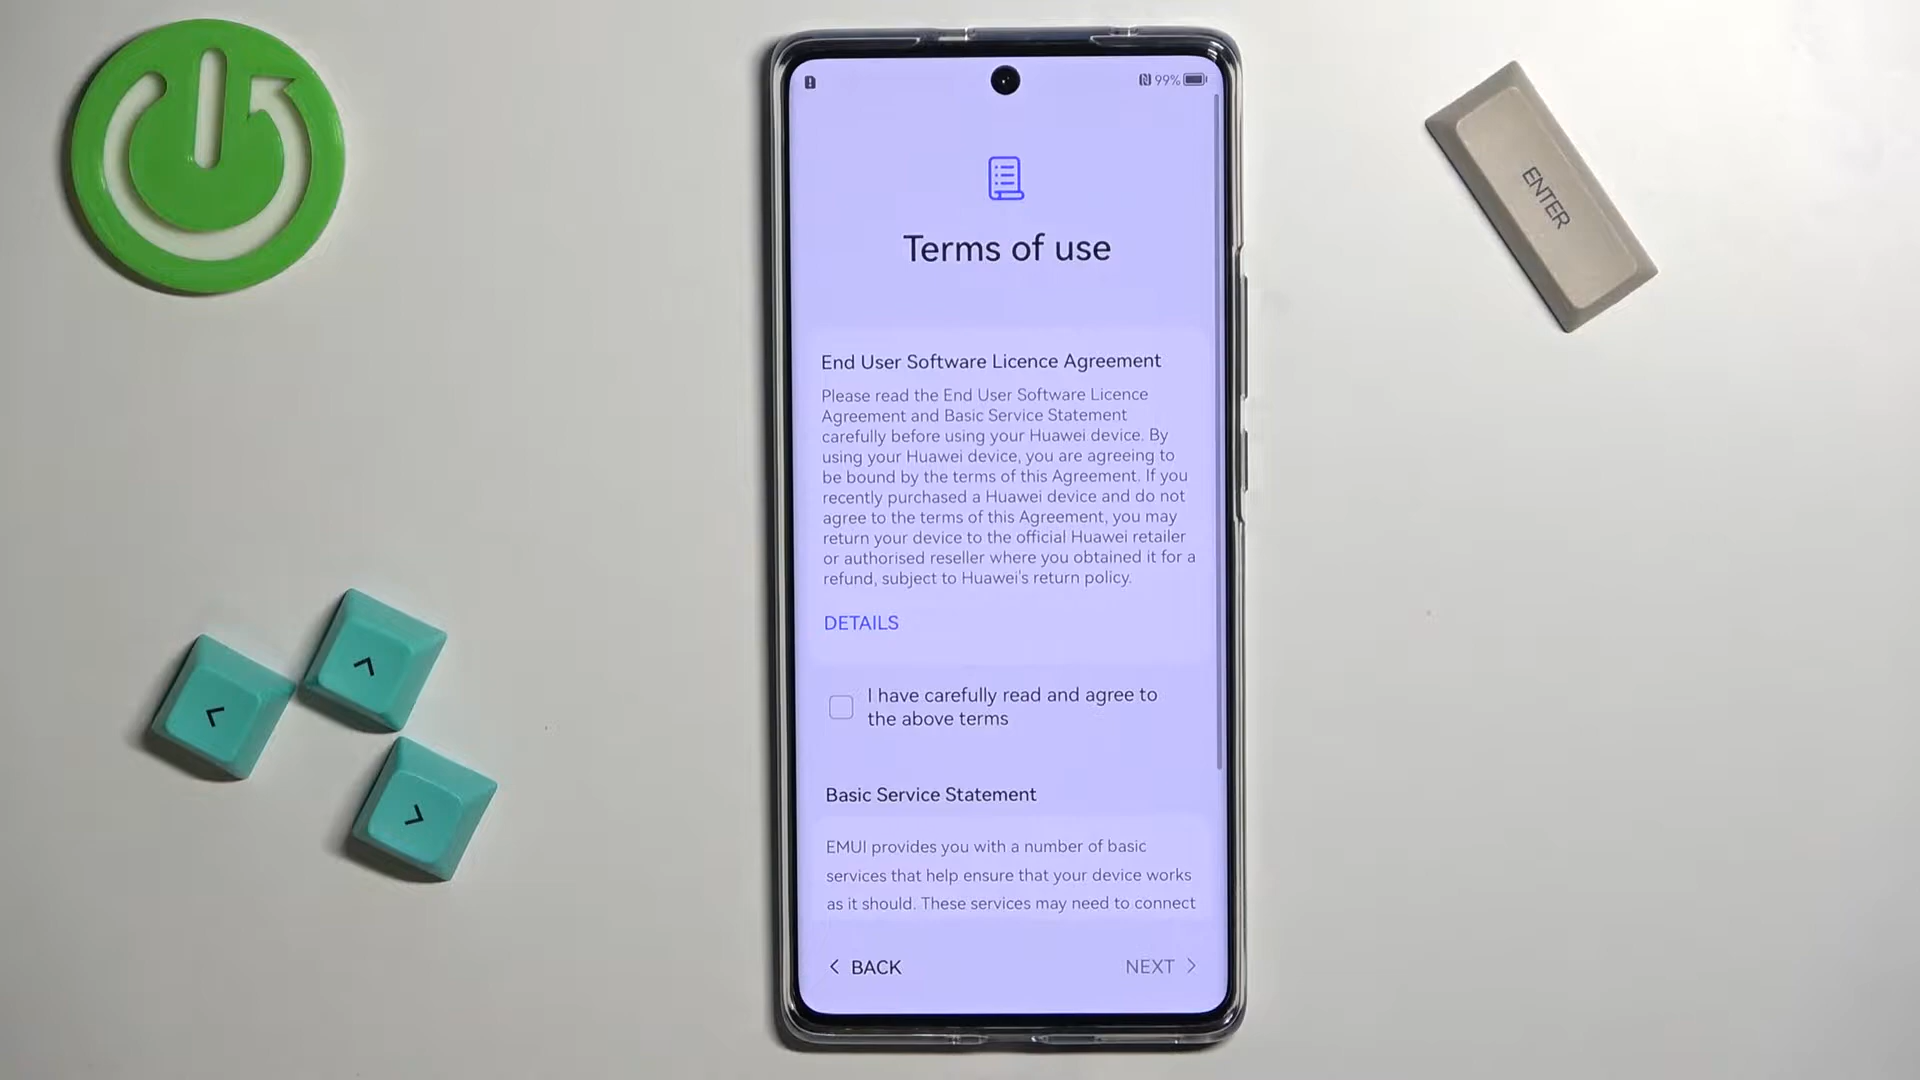 99%
Terms of use
End User Software Licence Agreement
Please read the End User Software Licence
Agreement and Basic Service Statement
carefully before using your Huawei device. By
using your Huawei device, you are agreeing to
be bound by the terms of this Agreement. If you
recently purchased a Huawei device and do not
agree to the terms of this Agreement, you may
return your device to the official Huawei retailer
or authorised reseller where you obtained it for a
refund, subject to Huawei's return policy.
DETAILS
I have carefully read and agree to
the above terms
Basic Service Statement
EMUI provides you with a number of basic
services that help ensure that your device works
as it should. These services may need to connect
< BACK
NEXT >
ENTER
^
<
>